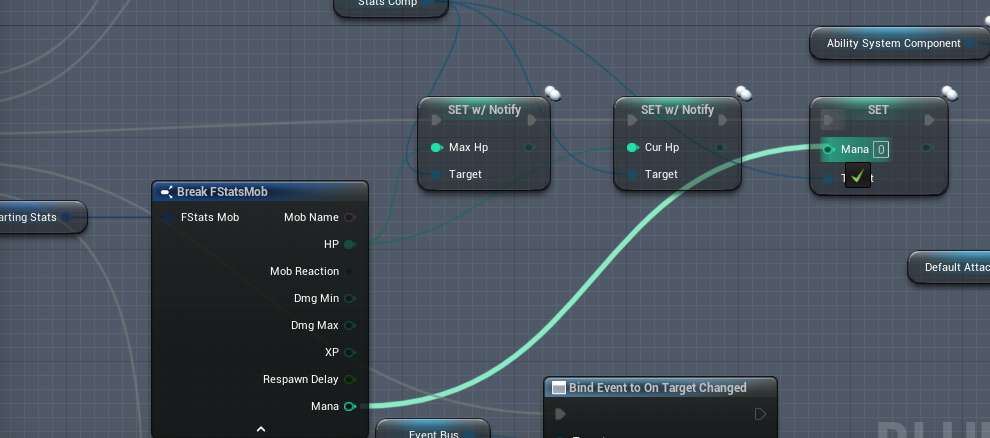 Stats Comp
Ability System Component
SET w/ Notify
SET w/ Notify
SET
Max Hp
Cur Hp
Mana 0
Target
Target
Break FStatsMob
arting Stats
FStats Mob
Mob Name
HP
Mob Reaction
Default Attac
Dmg Min
Dmg Max
XP
Respawn Delay
Bind Event to On Target Changed
Mana
Event Bus